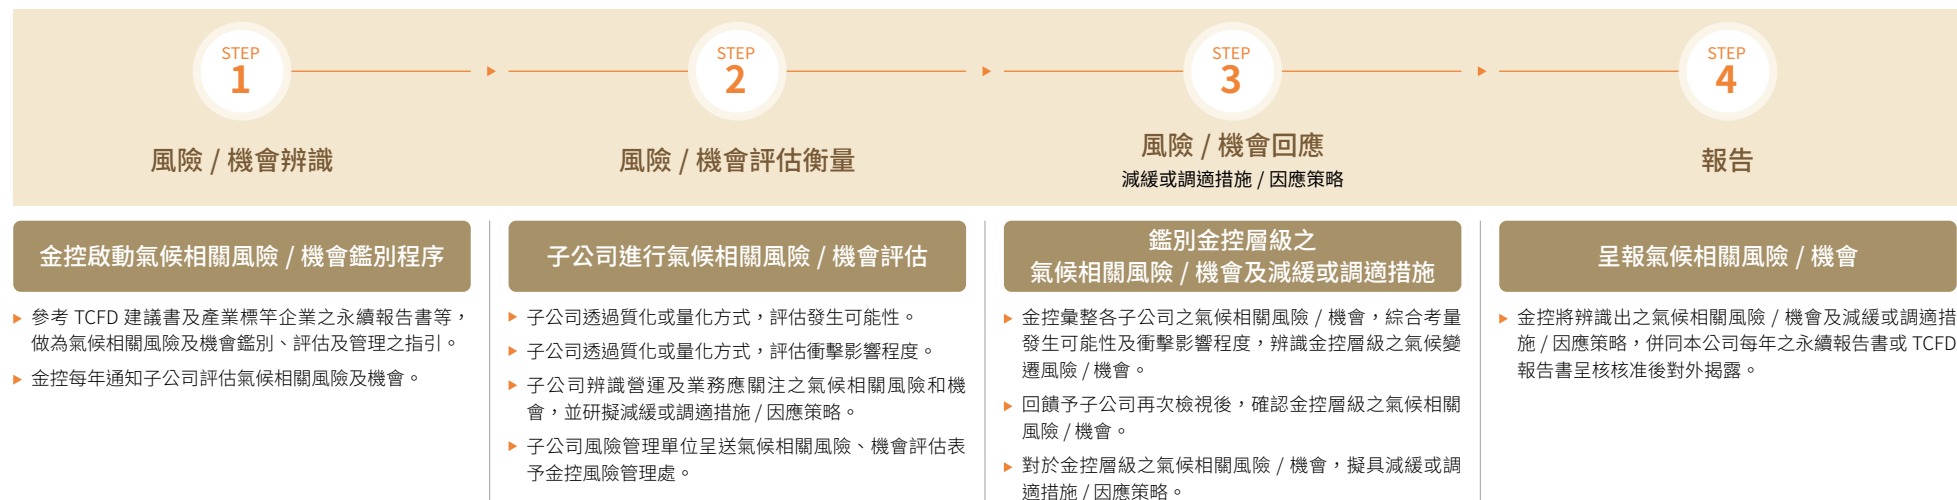 STEP
1
風險 / 機會辨識
金控啟動氣候相關風險 / 機會鑑別程序
參考 TCFD 建議書及產業標竿企業之永續報告書等，
做為氣候相關風險及機會鑑別、評估及管理之指引。
金控每年通知子公司評估氣候相關風險及機會。
STEP
2
風險 / 機會評估衡量
子公司進行氣候相關風險 / 機會評估
子公司透過質化或量化方式，評估發生可能性。
子公司透過質化或量化方式，評估衝擊影響程度。
子公司辨識營運及業務應關注之氣候相關風險和機
會，並研擬減緩或調適措施 / 因應策略。
子公司風險管理單位呈送氣候相關風險、機會評估表
予金控風險管理處。
STEP
3
風險 / 機會回應
減緩或調適措施 / 因應策略
鑑別金控層級之
氣候相關風險 / 機會及減緩或調適措施
金控彙整各子公司之氣候相關風險 / 機會，綜合考量
發生可能性及衝擊影響程度，辨識金控層級之氣候變
遷風險 / 機會。
回饋予子公司再次檢視後，確認金控層級之氣候相關
風險 / 機會。
對於金控層級之氣候相關風險 / 機會，擬具減緩或調
適措施 / 因應策略。
STEP
4
報告
呈報氣候相關風險 / 機會
金控將辨識出之氣候相關風險 / 機會及減緩或調適措
施 / 因應策略，併同本公司每年之永續報告書或 TCFD
報告書呈核核准後對外揭露。